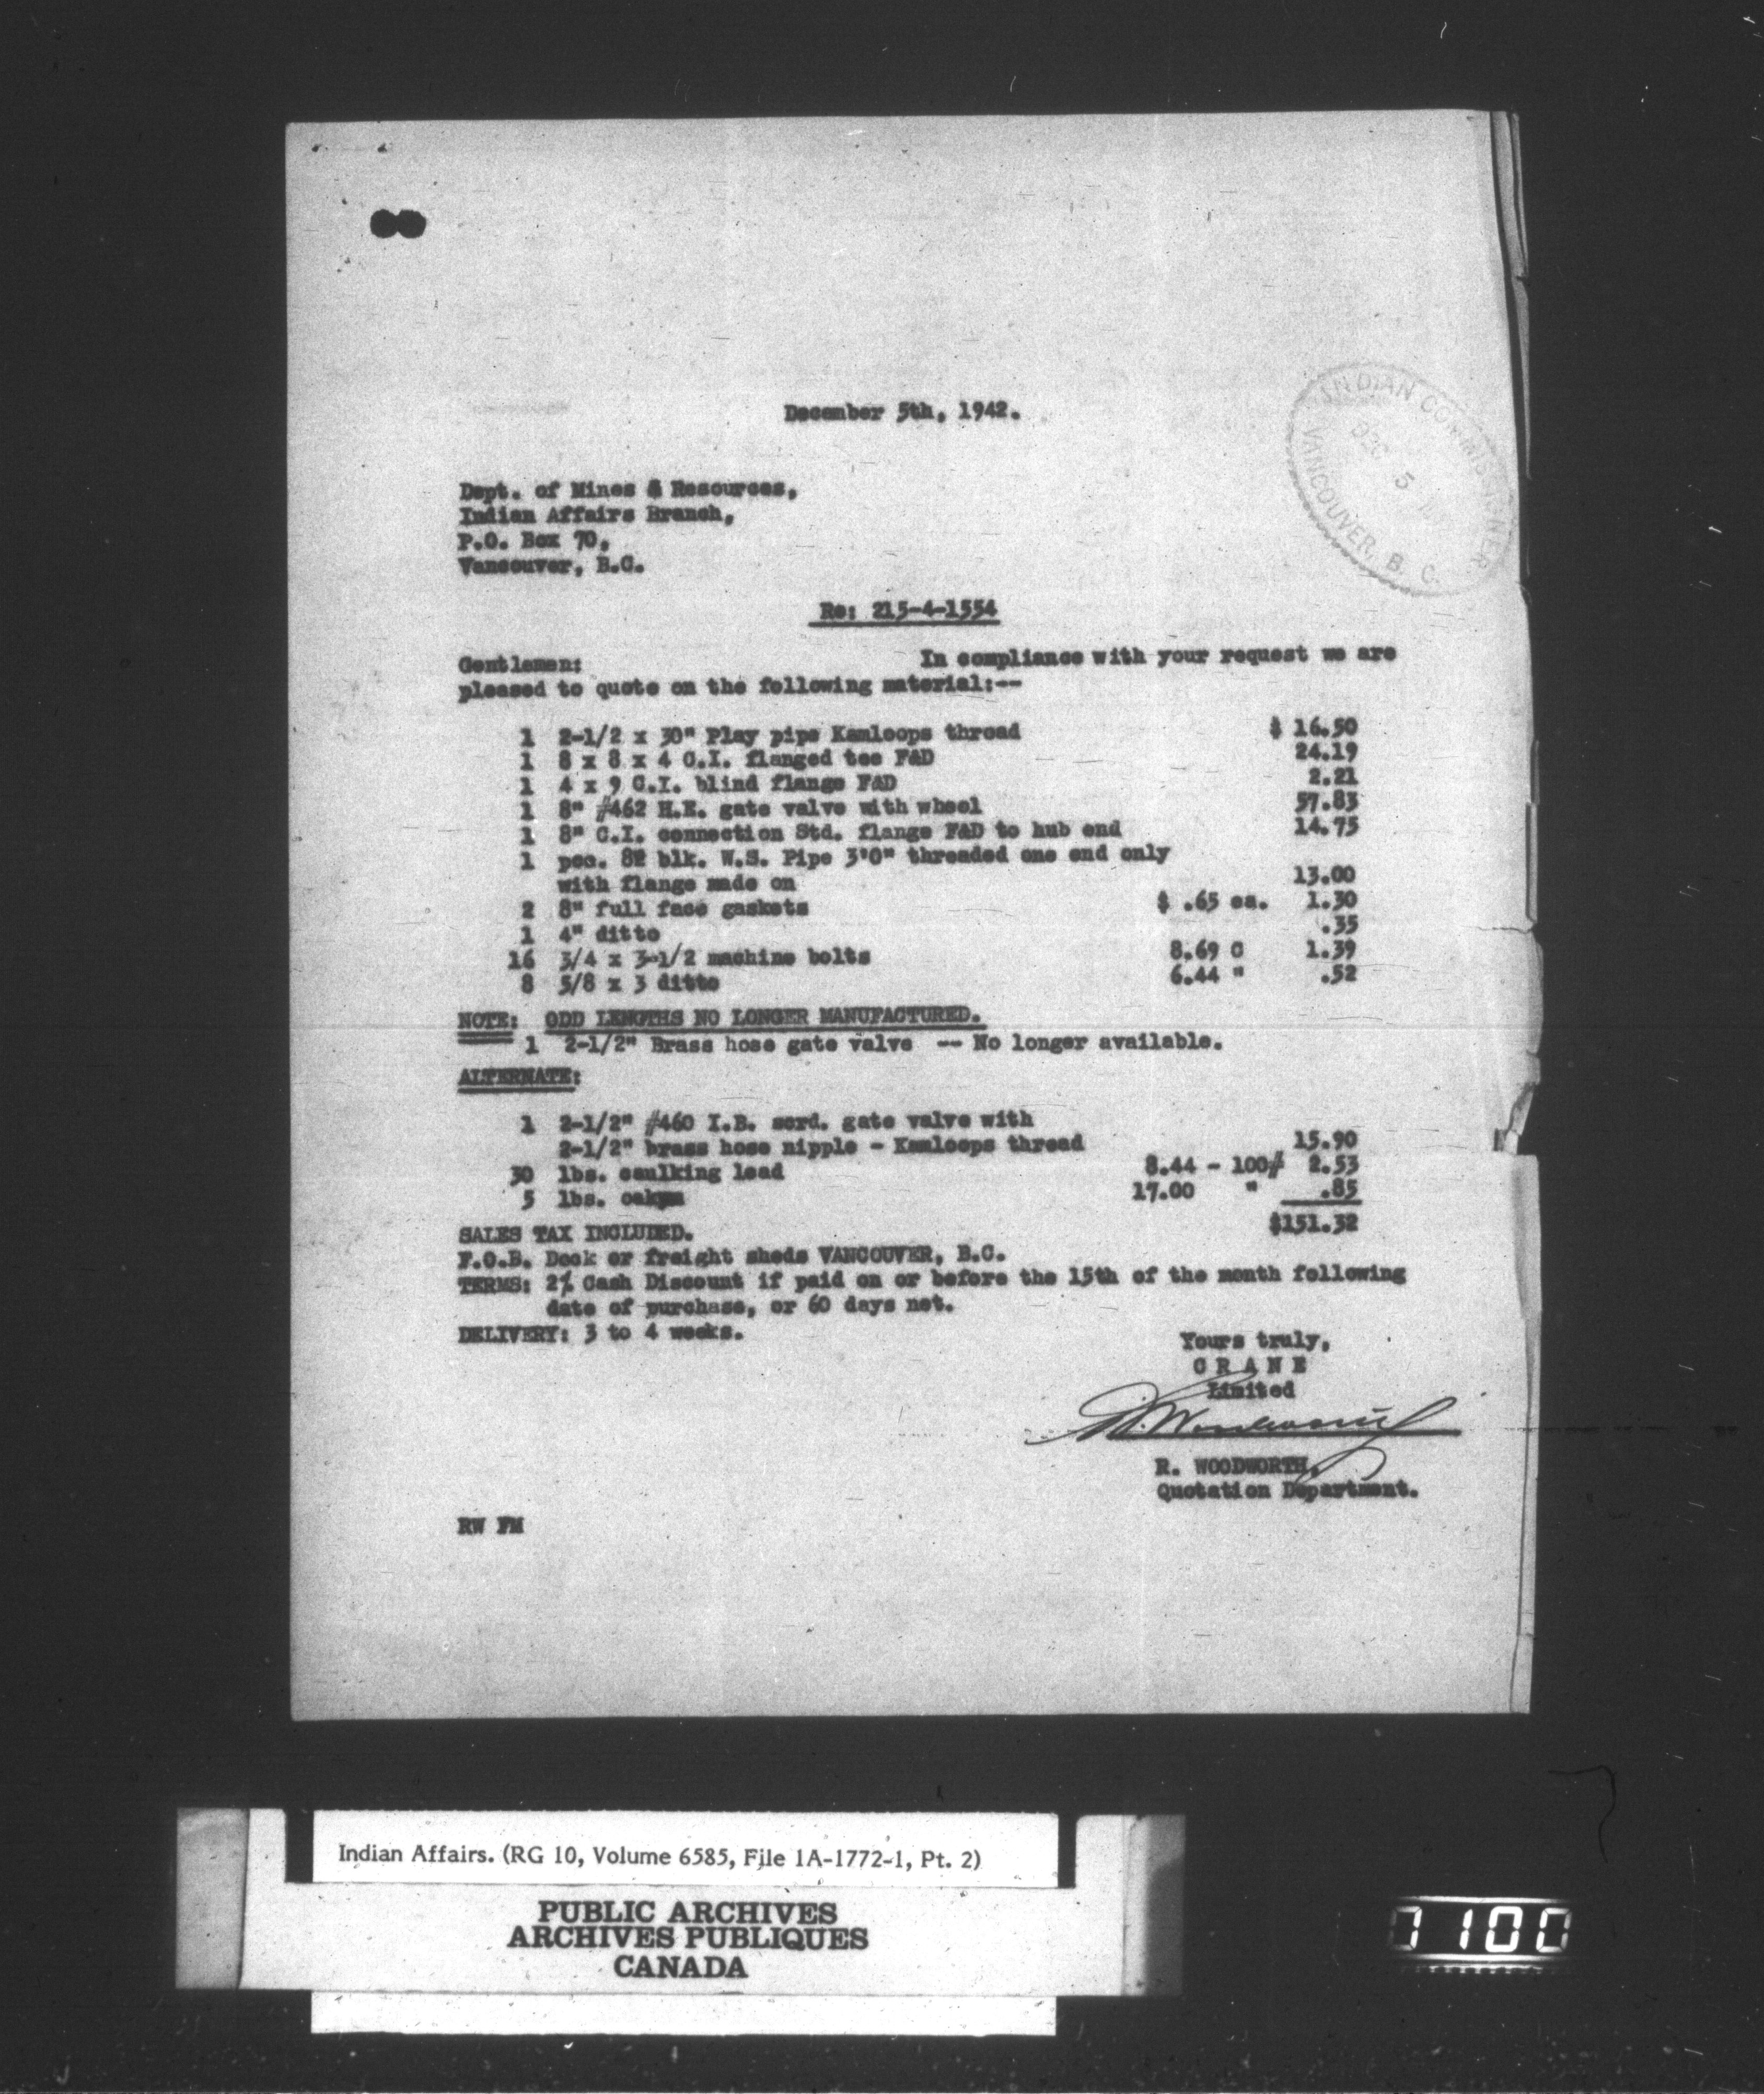 INDIAN COMMISSIONER
DEC 5
VANCOUVER, B. C.
December 5th, 1942.
Dept. of Mines & Resources,
Indian Affairs Branch,
P.O. Box 70,
Vancouver, B.C.
Re: 215-4-1554
Gentlemen: In compliance with your request we are
pleased to quote on the following material:--
1 2-1/2 x 30" Play pipe Kamloops thread $ 16.50
1 8 x 8 x 4 C.I. flanged tee F&D 24.19
1 4 x 9 C.I. blind flange F&D 2.21
1 8" #462 H.E. gate valve with wheel 57.83
1 8" C.I. connection Std. flange F&D to hub end 14.75
1 pce. 8" blk. W.S. Pipe 3'0" threaded one end only
with flange made on 13.00
2 8" full face gaskets $ .65 ea. 1.30
1 4" ditto .35
16 3/4 x 3-1/2 machine bolts 8.69 C 1.39
8 5/8 x 3 ditto 6.44 " .52
NOTE: ODD LENGTHS NO LONGER MANUFACTURED.
1 2-1/2" Brass hose gate valve -- No longer available.
ALTERNATE:
1 2-1/2" #460 I.B. scrd. gate valve with
2-1/2" brass hose nipple - Kamloops thread 15.90
30 lbs. caulking lead 8.44 - 100# 2.53
5 lbs. oakum 17.00 " .85
$151.32
SALES TAX INCLUDED.
F.O.B. Dock or freight sheds VANCOUVER, B.C.
TERMS: 2% Cash Discount if paid on or before the 15th of the month following
date of purchase, or 60 days net.
DELIVERY: 3 to 4 weeks.
Yours truly,
C R A N E
Limited
R. Woodworth
R. WOODWORTH,
Quotation Department.
RW FM
Indian Affairs. (RG 10, Volume 6585, File 1A-1772-1, Pt. 2)
PUBLIC ARCHIVES
ARCHIVES PUBLIQUES
CANADA
1100